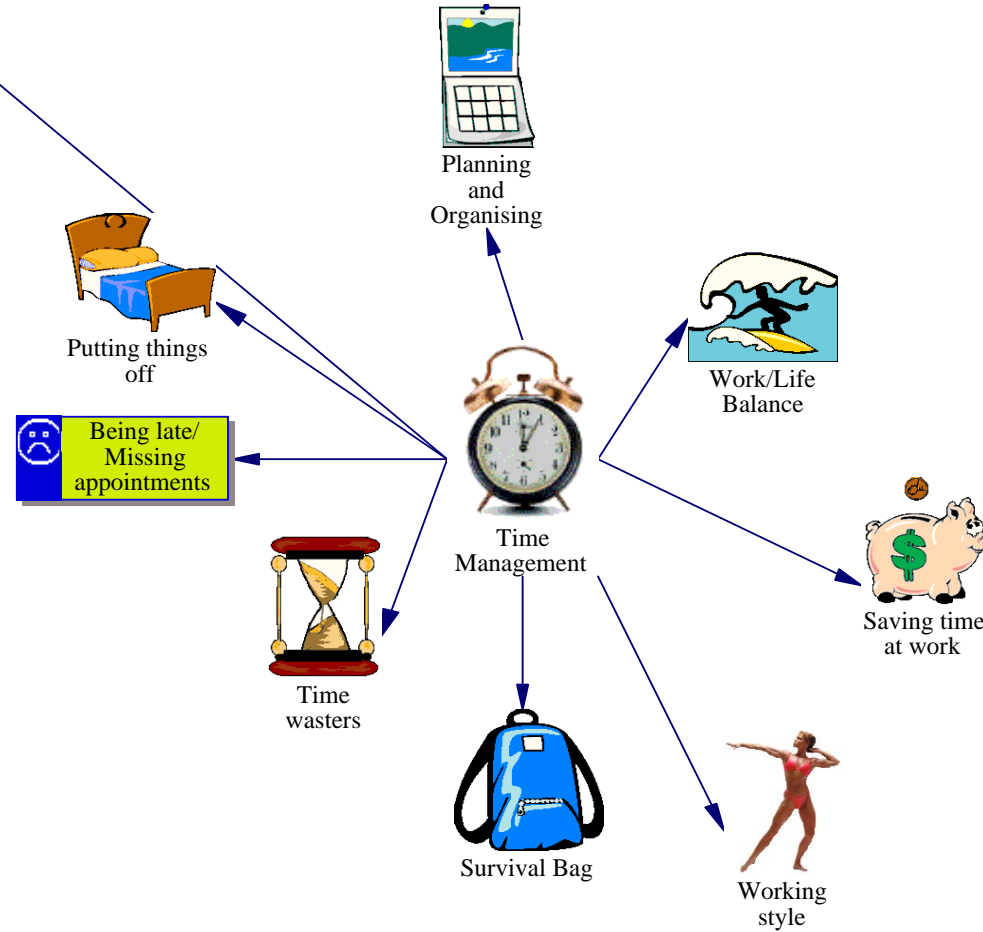 Planning
and
Organising
Putting things
off
Work/Life
Balance
Being late/
Missing
appointments
Time
Management
Saving time
at work
Time
wasters
Survival Bag
Working
style